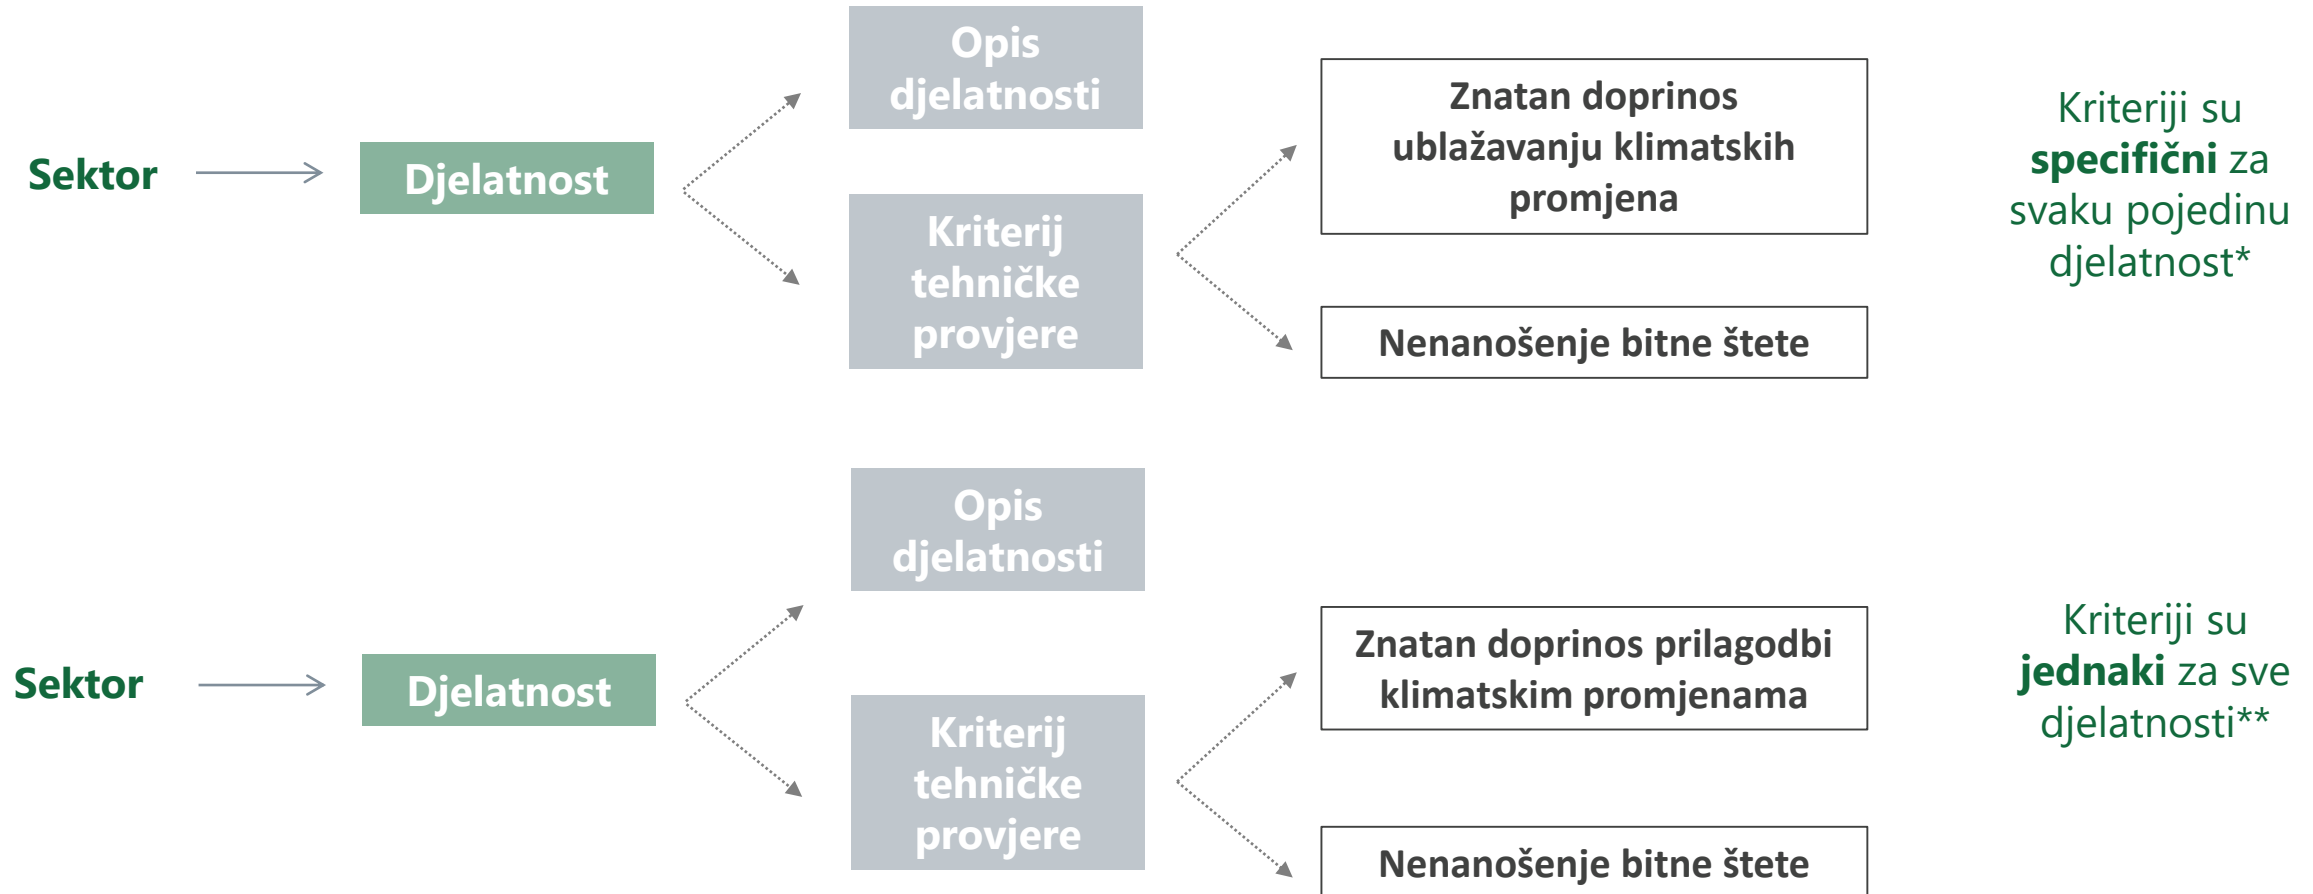 Sektor
Djelatnost
Opis
djelatnosti
Kriterij
tehničke
provjere
Znatan doprinos
ublažavanju klimatskih
promjena
Nenanošenje bitne štete
Kriteriji su
specifični za
svaku pojedinu
djelatnost*
Sektor
Djelatnost
Opis
djelatnosti
Kriterij
tehničke
provjere
Znatan doprinos prilagodbi
klimatskim promjenama
Nenanošenje bitne štete
Kriteriji su
jednaki za sve
djelatnosti**